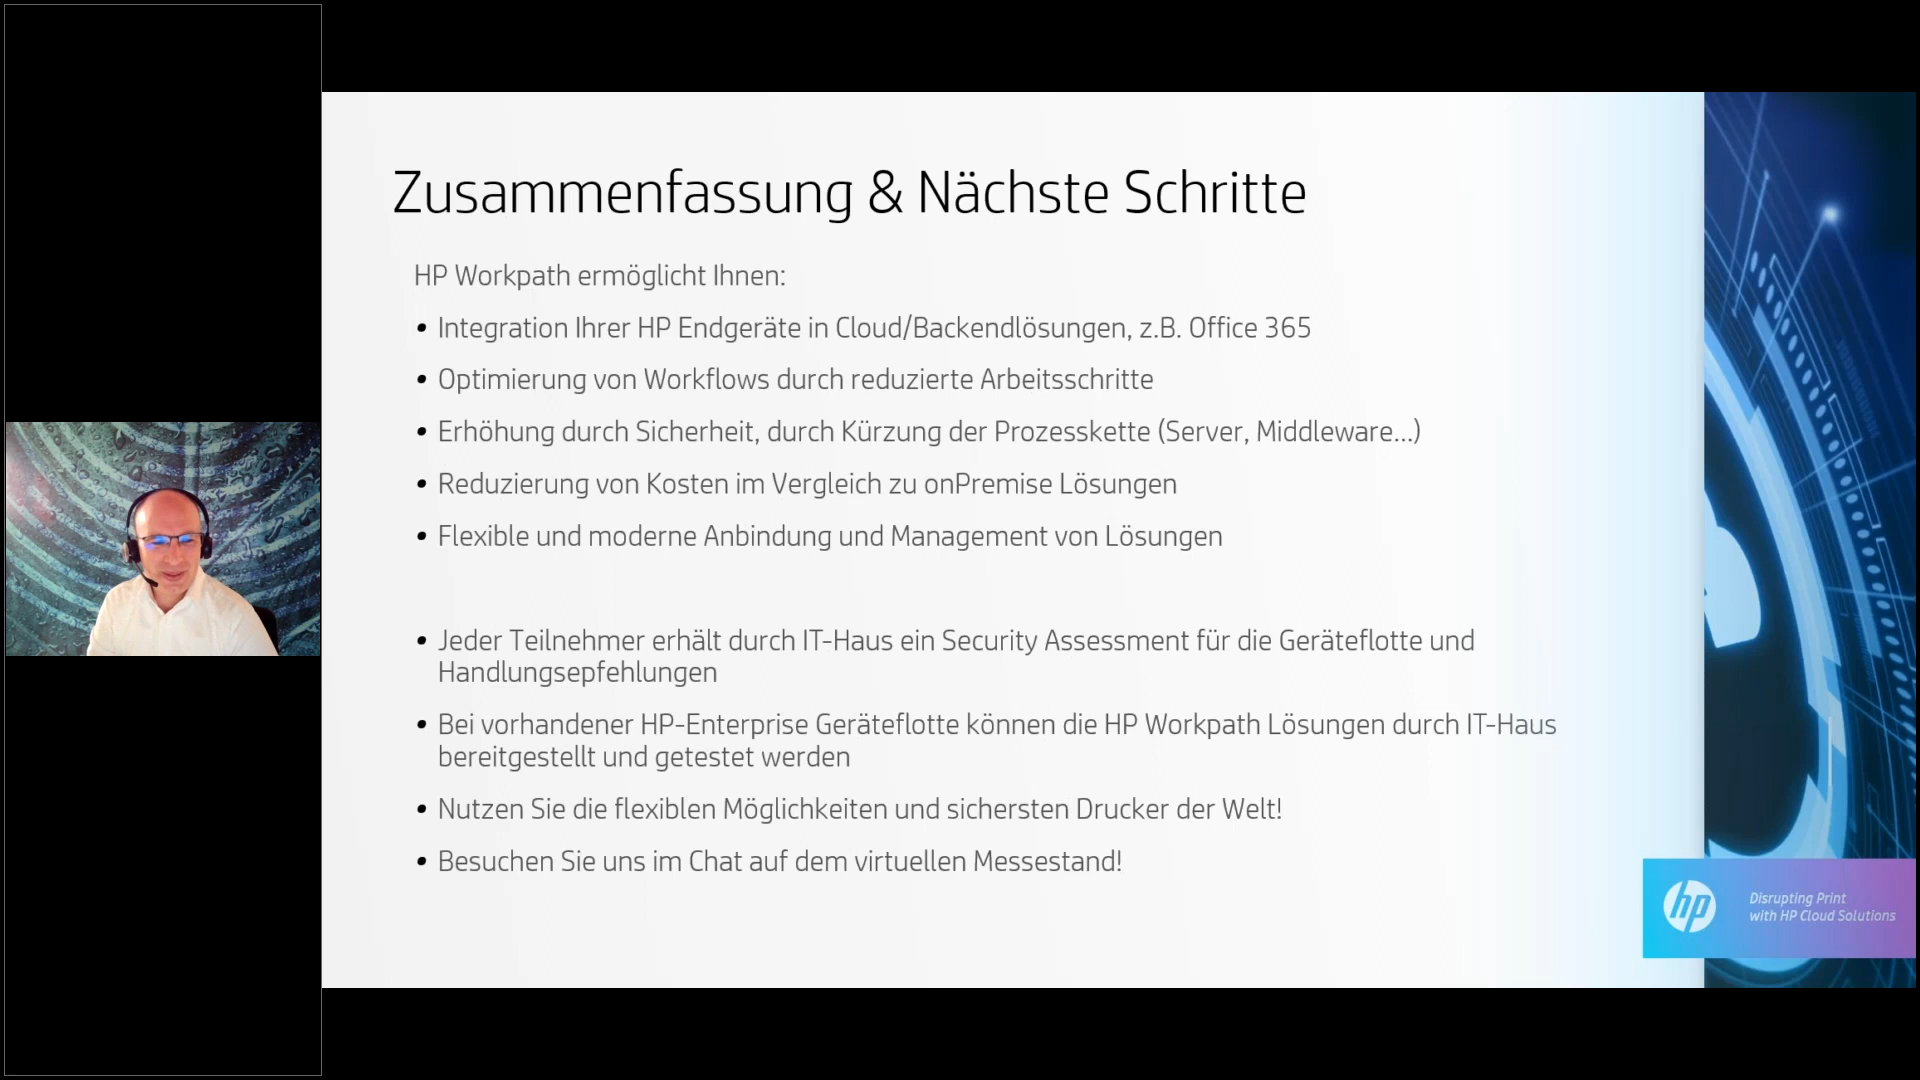 Zusammenfassung & Nächste Schritte
HP Workpath ermöglicht Ihnen:
• Integration Ihrer HP Endgeräte in Cloud/Backendlösungen, z.B. Office 365
• Optimierung von Workflows durch reduzierte Arbeitsschritte
• Erhöhung durch Sicherheit, durch Kürzung der Prozesskette (Server, Middleware...)
• Reduzierung von Kosten im Vergleich zu onPremise Lösungen
• Flexible und moderne Anbindung und Management von Lösungen
• Jeder Teilnehmer erhält durch IT-Haus ein Security Assessment für die Geräteflotte und
Handlungsepfehlungen
• Bei vorhandener HP-Enterprise Geräteflotte können die HP Workpath Lösungen durch IT-Haus
bereitgestellt und getestet werden
• Nutzen Sie die flexiblen Möglichkeiten und sichersten Drucker der Welt!
• Besuchen Sie uns im Chat auf dem virtuellen Messestand!
hp
Disrupting Print
with HP Cloud Solutions